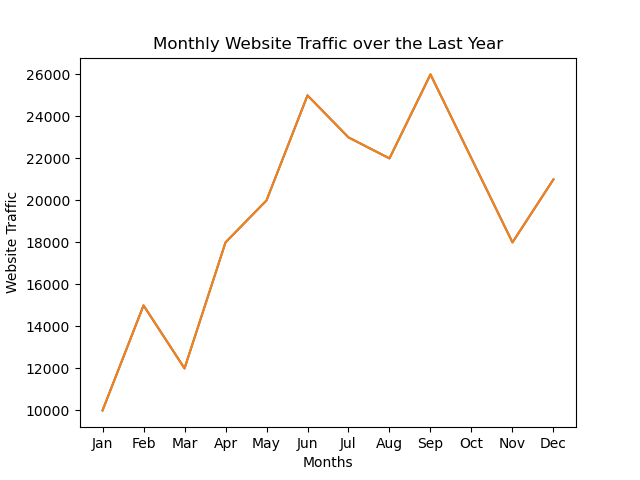 Monthly Website Traffic over the Last Year
26000
24000
22000
20000
18000
16000
14000
12000
10000
Website Traffic
Jan Feb Mar Apr May Jun Jul Aug Sep Oct Nov Dec
Months